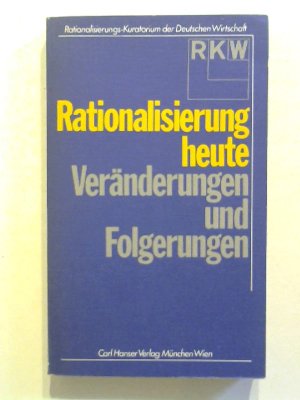 Rationalisierungs-Kuratorium der Deutschen Wirtschaft
RKW
Rationalisierung
heute
Veränderungen
und
Folgerungen
Carl Hanser Verlag München Wien